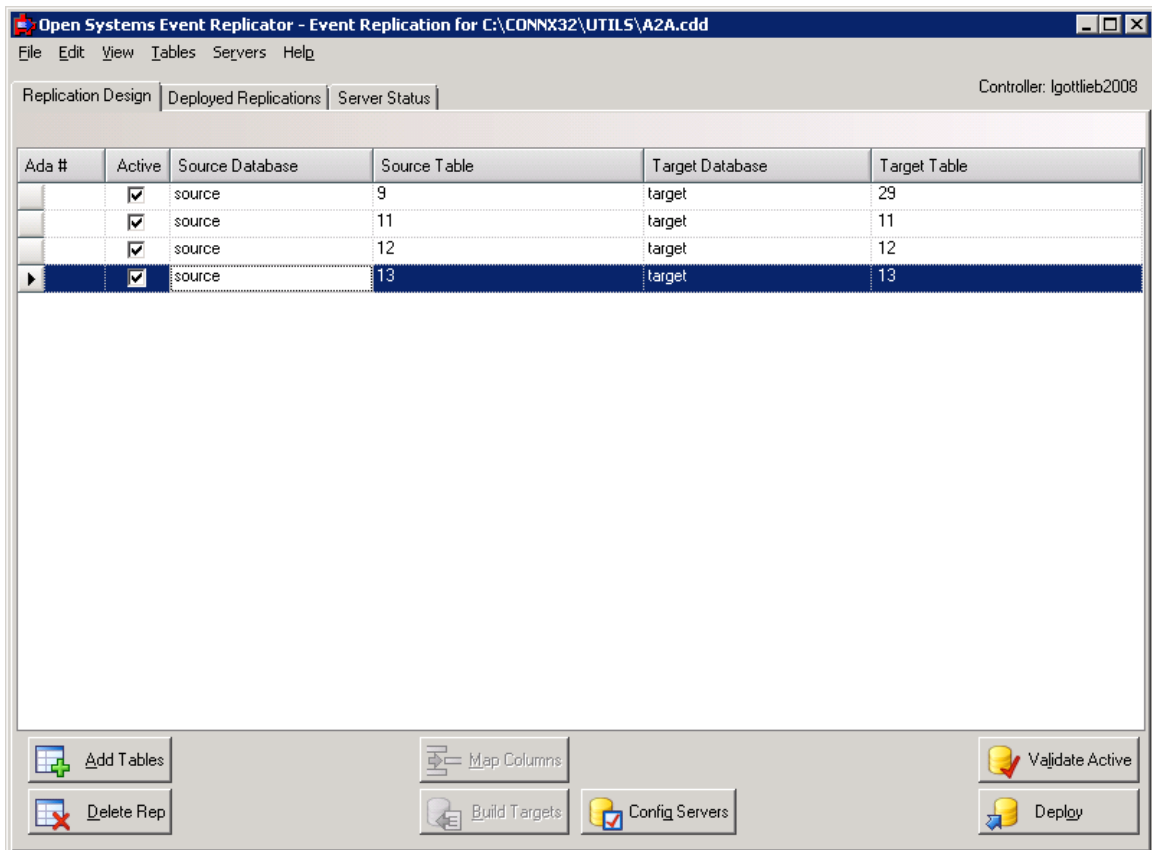 Open Systems Event Replicator - Event Replication for C:\CONNX32\UTILS\A2A.cdd
File Edit View Tables Servers Help
Replication Design Deployed Replications Server Status Controller: lgottlieb2008
Ada # Active Source Database Source Table Target Database Target Table
source 9 target 29
source 11 target 11
source 12 target 12
source 13 target 13
Add Tables Map Columns Validate Active
Delete Rep Build Targets Config Servers Deploy